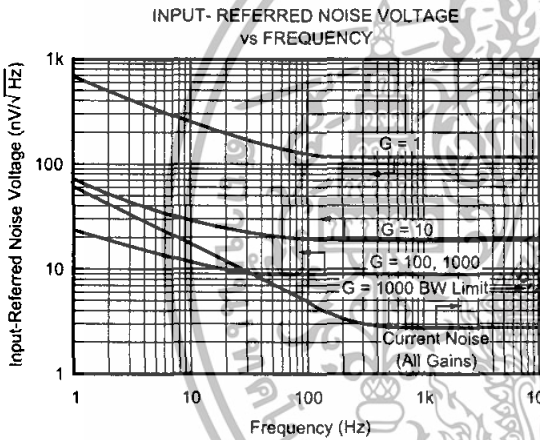 INPUT- REFERRED NOISE VOLTAGE
vs FREQUENCY
Input-Referred Noise Voltage (nV/√Hz)
1k
100
10
1
G = 1
G = 10
G = 100, 1000
G = 1000 BW Limit
Current Noise
(All Gains)
1
10
100
1k
10
Frequency (Hz)